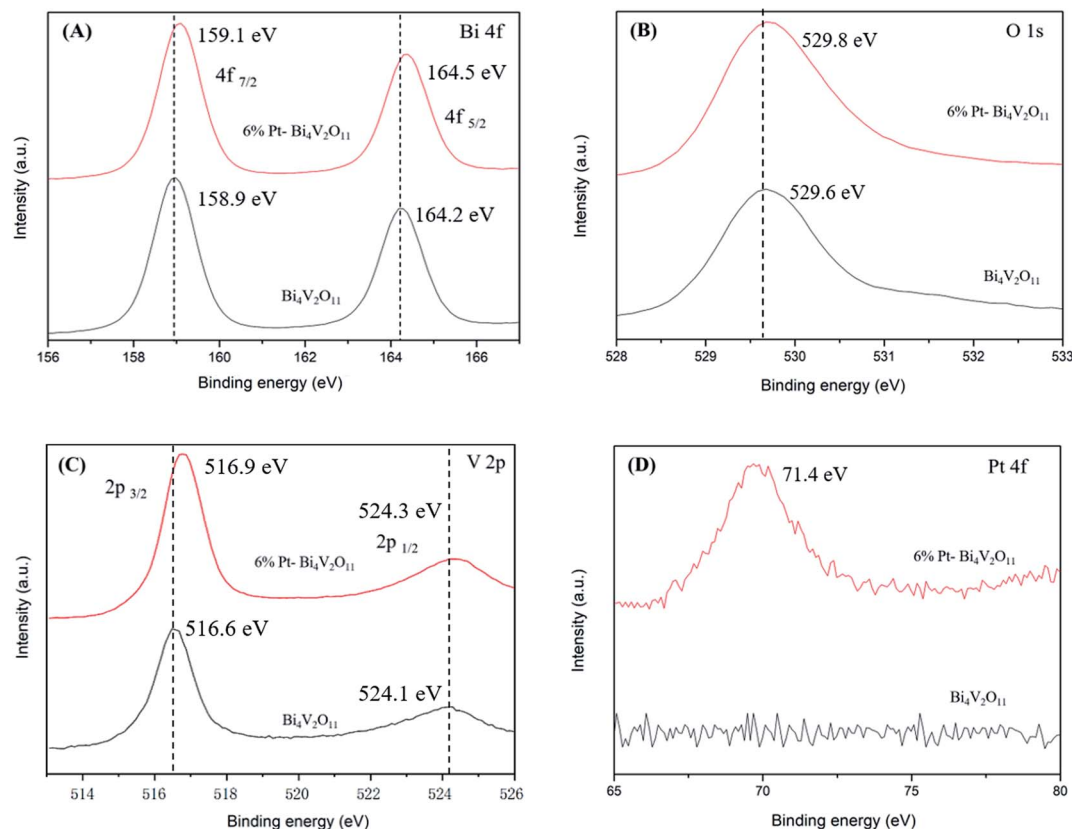 (A)
Bi 4f
159.1 eV
4f 7/2
164.5 eV
4f 5/2
6% Pt- Bi₄V₂O₁₁
158.9 eV
164.2 eV
Bi₄V₂O₁₁
Intensity (a.u.)
156 158 160 162 164 166
Binding energy (eV)
(B)
O 1s
529.8 eV
6% Pt- Bi₄V₂O₁₁
529.6 eV
Bi₄V₂O₁₁
Intensity (a.u.)
528 529 530 531 532 533
Binding energy (eV)
(C)
V 2p
516.9 eV
2p 3/2
524.3 eV
2p 1/2
6% Pt- Bi₄V₂O₁₁
516.6 eV
524.1 eV
Bi₄V₂O₁₁
Intensity (a.u.)
514 516 518 520 522 524 526
Binding energy (eV)
(D)
Pt 4f
71.4 eV
6% Pt- Bi₄V₂O₁₁
Bi₄V₂O₁₁
Intensity (a.u.)
65 70 75 80
Binding energy (eV)